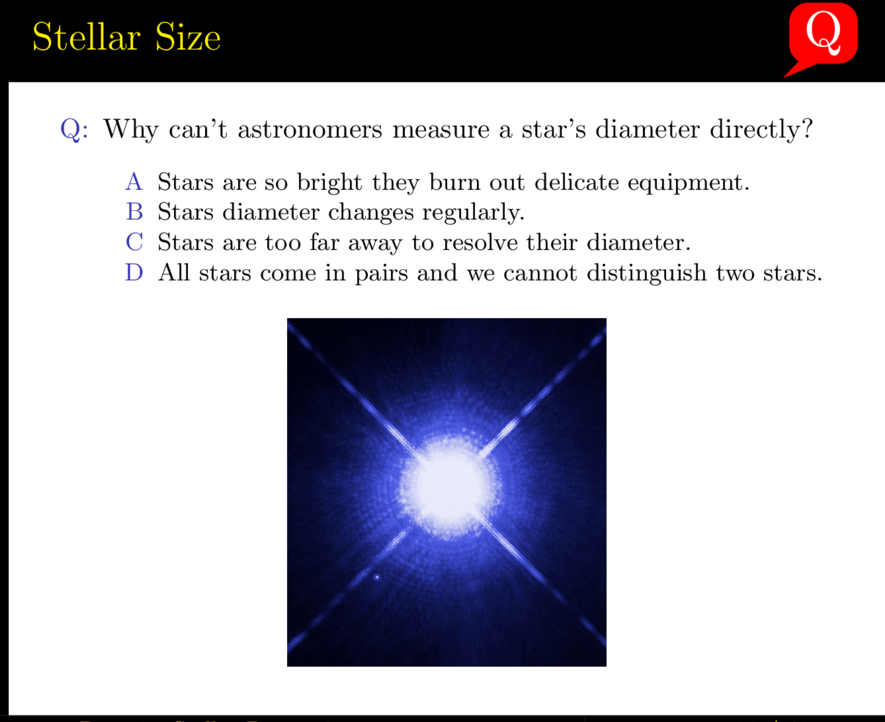 Stellar Size
Q
Q: Why can't astronomers measure a star's diameter directly?
A Stars are so bright they burn out delicate equipment.
B Stars diameter changes regularly.
C Stars are too far away to resolve their diameter.
D All stars come in pairs and we cannot distinguish two stars.